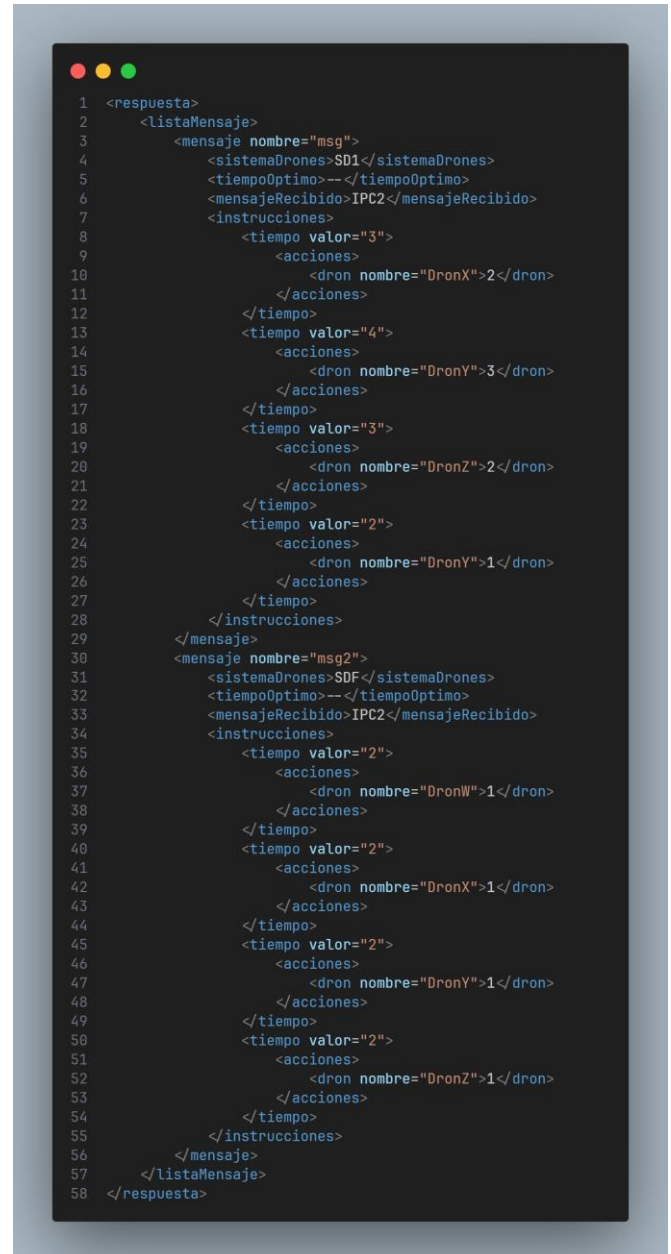 1 <respuesta>
2     <listaMensaje>
3         <mensaje nombre="msg">
4             <sistemaDrones>SD1</sistemaDrones>
5             <tiempoOptimo>--</tiempoOptimo>
6             <mensajeRecibido>IPC2</mensajeRecibido>
7             <instrucciones>
8                 <tiempo valor="3">
9                     <acciones>
10                         <dron nombre="DronX">2</dron>
11                     </acciones>
12                 </tiempo>
13                 <tiempo valor="4">
14                     <acciones>
15                         <dron nombre="DronY">3</dron>
16                     </acciones>
17                 </tiempo>
18                 <tiempo valor="3">
19                     <acciones>
20                         <dron nombre="DronZ">2</dron>
21                     </acciones>
22                 </tiempo>
23                 <tiempo valor="2">
24                     <acciones>
25                         <dron nombre="DronY">1</dron>
26                     </acciones>
27                 </tiempo>
28             </instrucciones>
29         </mensaje>
30         <mensaje nombre="msg2">
31             <sistemaDrones>SDF</sistemaDrones>
32             <tiempoOptimo>--</tiempoOptimo>
33             <mensajeRecibido>IPC2</mensajeRecibido>
34             <instrucciones>
35                 <tiempo valor="2">
36                     <acciones>
37                         <dron nombre="DronW">1</dron>
38                     </acciones>
39                 </tiempo>
40                 <tiempo valor="2">
41                     <acciones>
42                         <dron nombre="DronX">1</dron>
43                     </acciones>
44                 </tiempo>
45                 <tiempo valor="2">
46                     <acciones>
47                         <dron nombre="DronY">1</dron>
48                     </acciones>
49                 </tiempo>
50                 <tiempo valor="2">
51                     <acciones>
52                         <dron nombre="DronZ">1</dron>
53                     </acciones>
54                 </tiempo>
55             </instrucciones>
56         </mensaje>
57     </listaMensaje>
58 </respuesta>